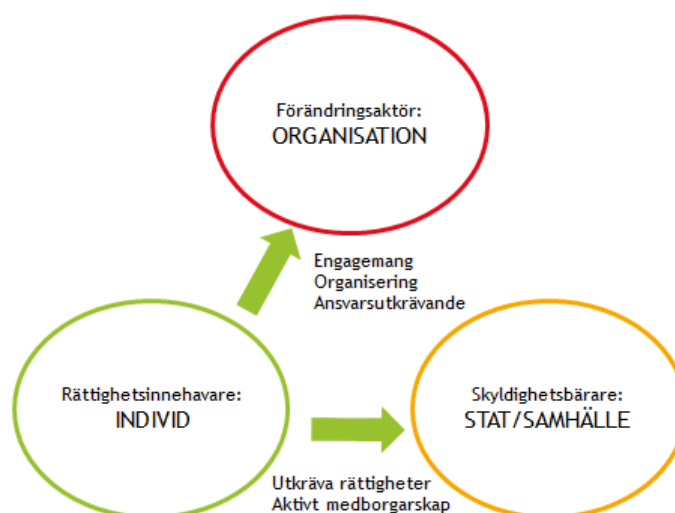 Förändringsaktör:
ORGANISATION
Engagemang
Organisering
Ansvarsutkrävande
Rättighetsinnehavare:
INDIVID
Skyldighetsbärare:
STAT/SAMHÄLLE
Utkräva rättigheter
Aktivt medborgarskap